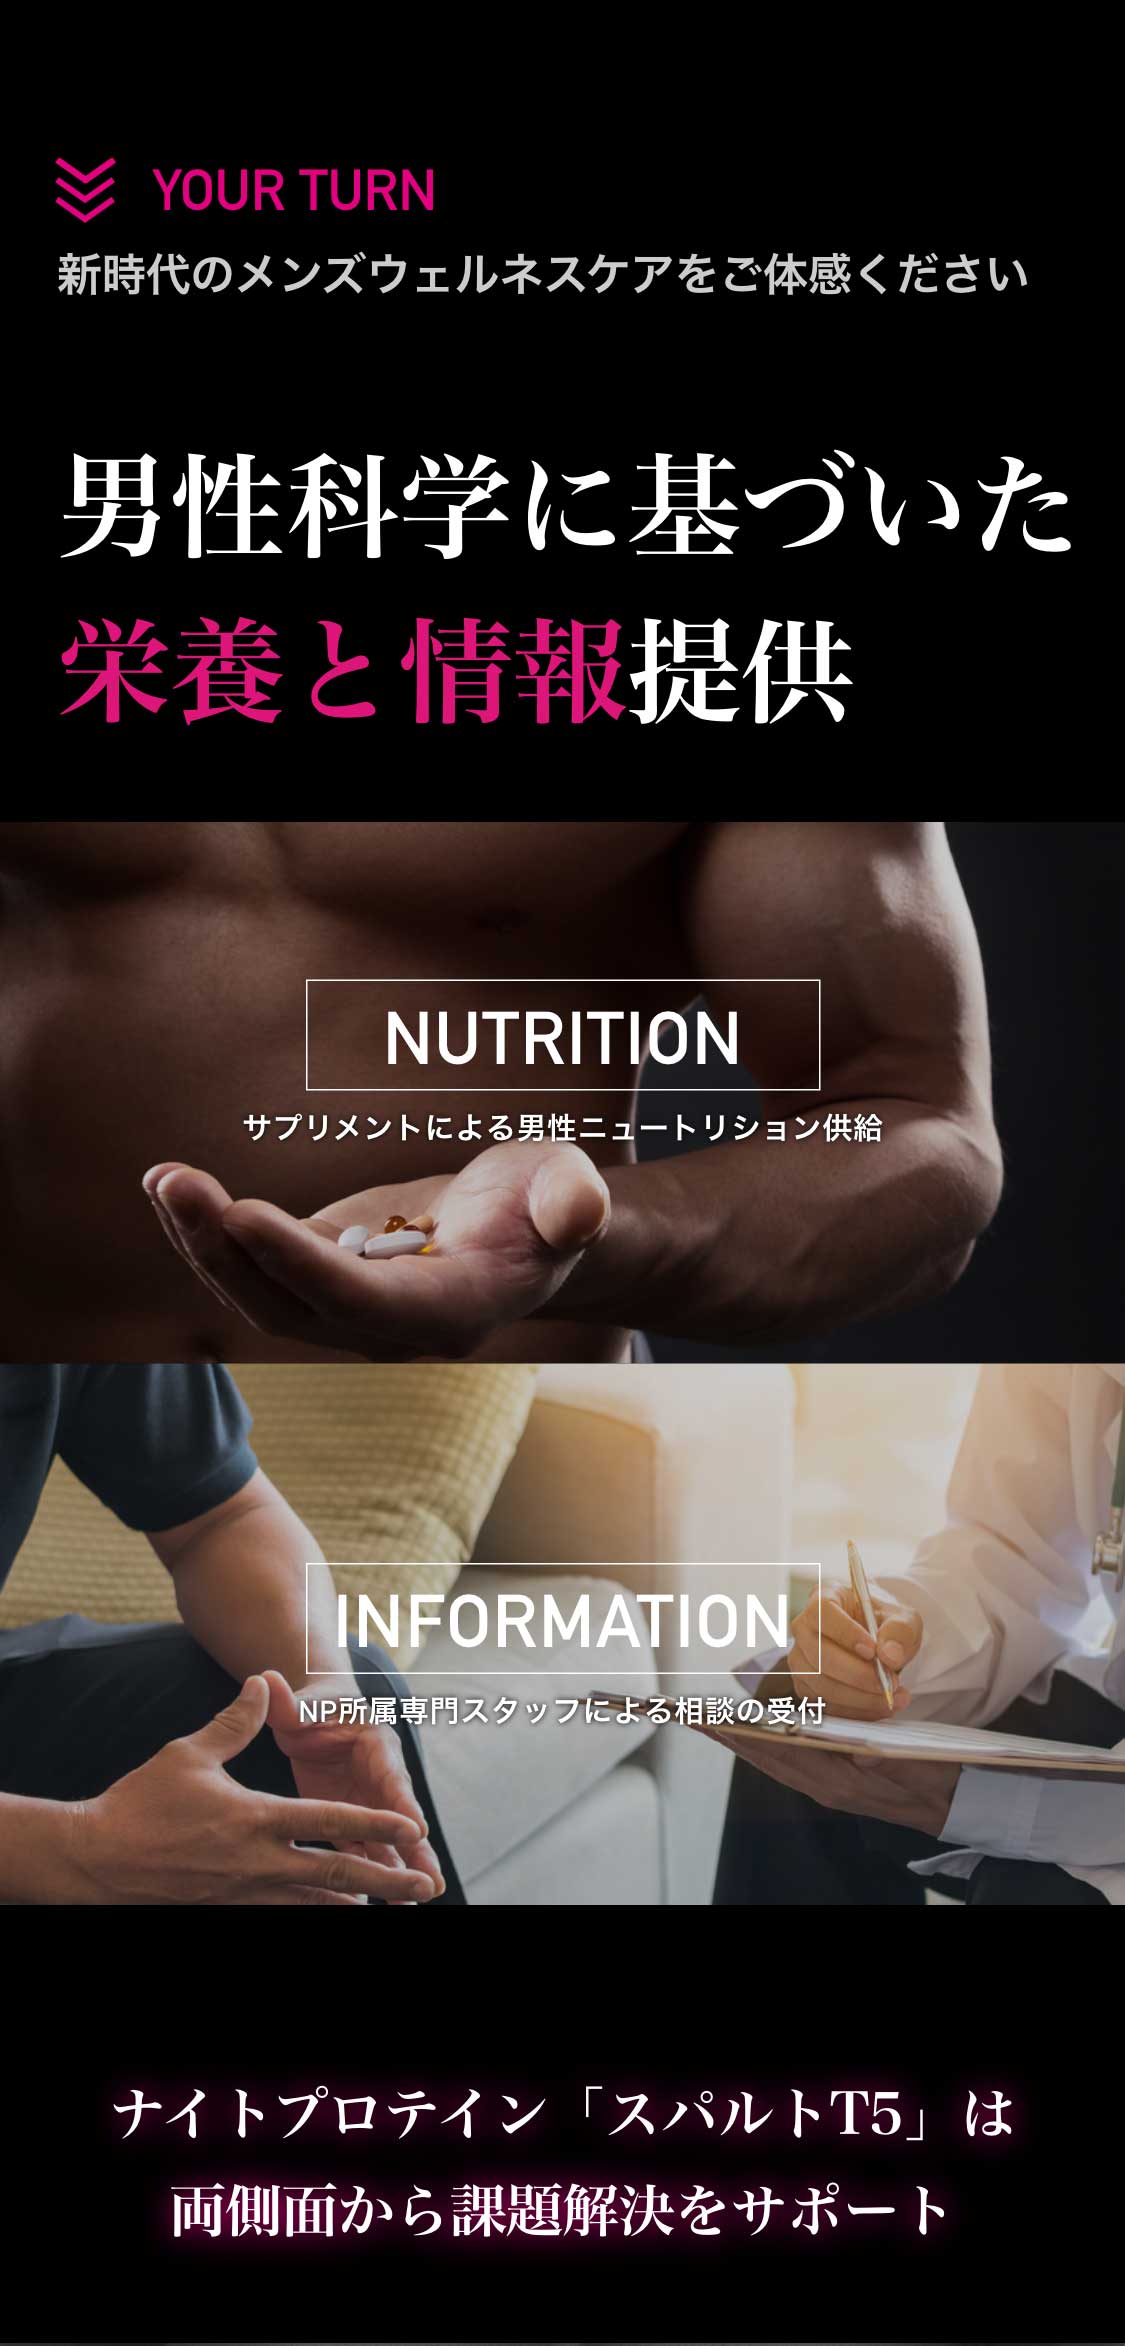 YOUR TURN
新時代のメンズウェルネスケアをご体感ください
男性科学に基づいた
栄養と情報提供
NUTRITION
サプリメントによる男性ニュートリション供給
INFORMATION
NP所属専門スタッフによる相談の受付
ナイトプロテイン「スパルトT5」は
両側面から課題解決をサポート